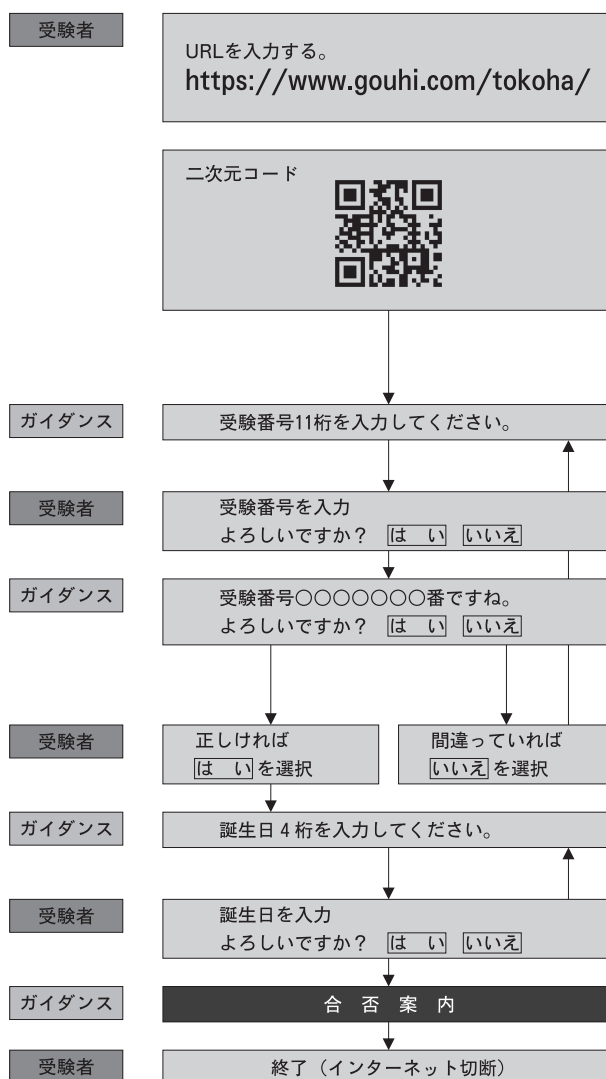 受験者
URLを入力する。
https://www.gouhi.com/tokoha/
二次元コード
ガイダンス
受験番号11桁を入力してください。
受験者
受験番号を入力
よろしいですか？ はい いいえ
ガイダンス
受験番号○○○○○○○番ですね。
よろしいですか？ はい いいえ
受験者
正しければ
はい を選択
間違っていれば
いいえ を選択
ガイダンス
誕生日4桁を入力してください。
受験者
誕生日を入力
よろしいですか？ はい いいえ
ガイダンス
合否案内
受験者
終了（インターネット切断）